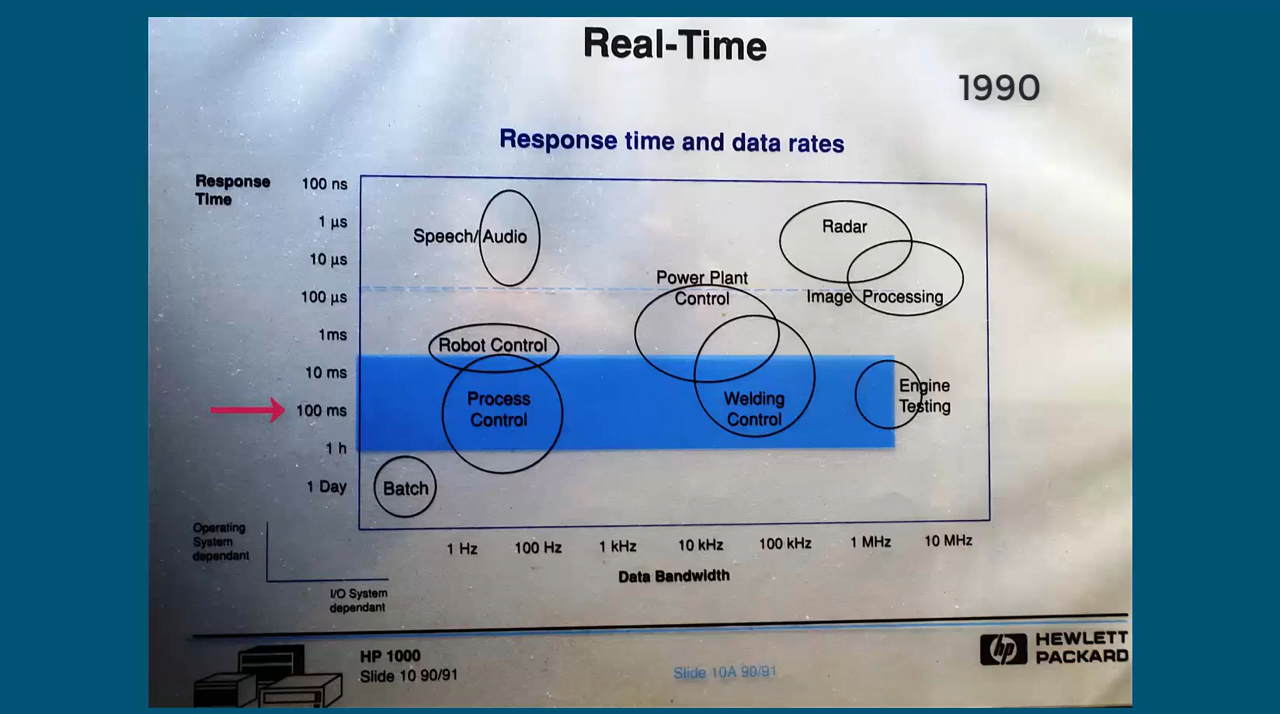 Real-Time
1990
Response time and data rates
Response
Time
100 ns
1 µs
10 µs
100 µs
1ms
10 ms
100 ms
1 h
1 Day
Speech/Audio
Radar
Power Plant
Control
Image Processing
Robot Control
Process
Control
Welding
Control
Engine
Testing
Batch
Operating
System
dependant
I/O System
dependant
1 Hz
100 Hz
1 kHz
10 kHz
100 kHz
1 MHz
10 MHz
Data Bandwidth
HP 1000
Slide 10 90/91
Slide 10A 90/91
hp
HEWLETT
PACKARD